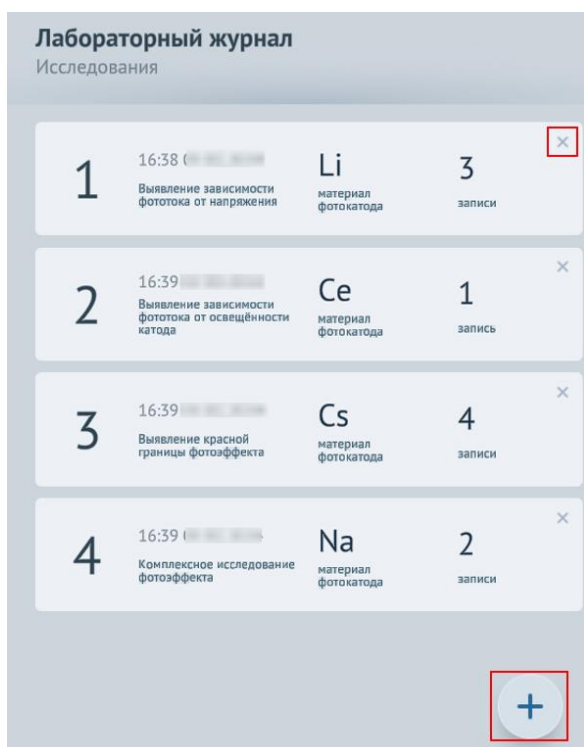 Лабораторный журнал
Исследования
×
1
16:38
Выявление зависимости
фототока от напряжения
Li
материал
фотокатода
3
записи
×
2
16:39
Выявление зависимости
фототока от освещённости
катода
Ce
материал
фотокатода
1
запись
×
3
16:39
Выявление красной
границы фотоэффекта
Cs
материал
фотокатода
4
записи
×
4
16:39
Комплексное исследование
фотоэффекта
Na
материал
фотокатода
2
записи
+